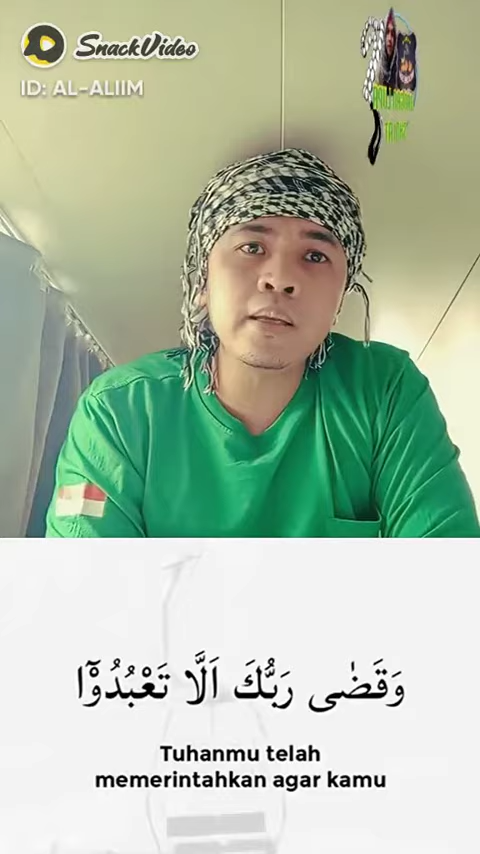 SnackVideo
ID: AL-ALIIM
وَقَضٰى رَبُّكَ اَلَّا تَعْبُدُوْٓا
Tuhanmu telah
memerintahkan agar kamu